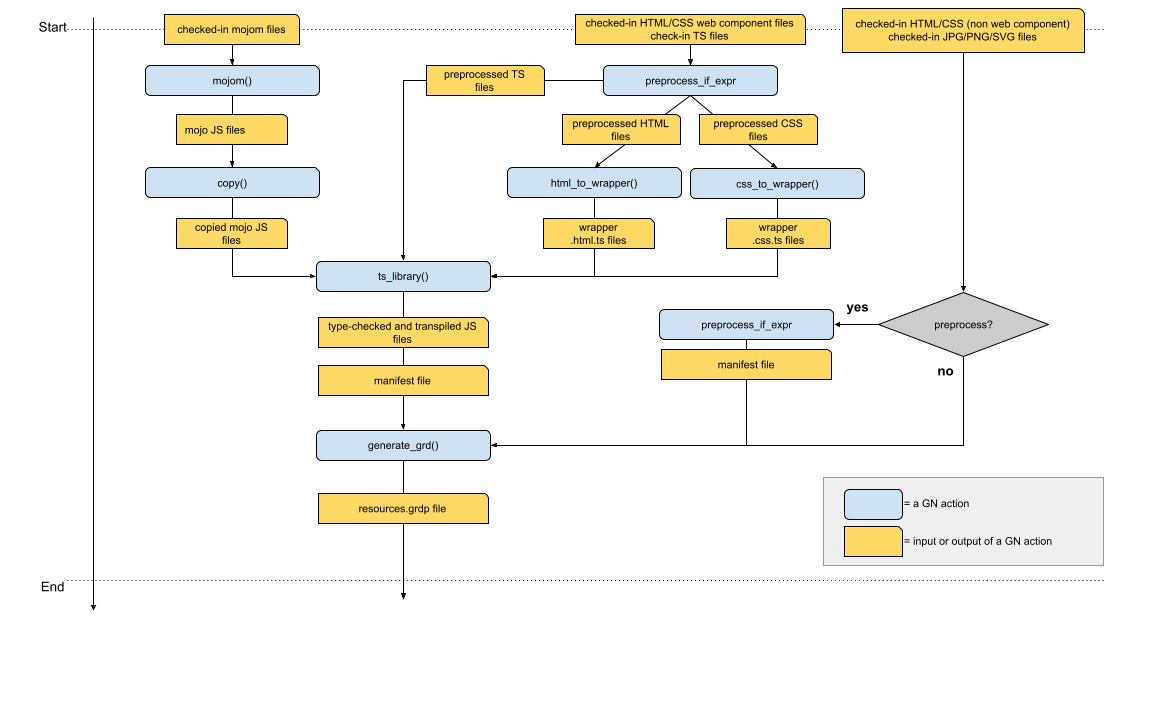 Start
checked-in mojom files
checked-in HTML/CSS web component files
check-in TS files
checked-in HTML/CSS (non web component)
checked-in JPG/PNG/SVG files
mojom()
preprocessed TS
files
preprocess_if_expr
mojo JS files
preprocessed HTML
files
preprocessed CSS
files
copy()
html_to_wrapper()
css_to_wrapper()
copied mojo JS
files
wrapper
.html.ts files
wrapper
.css.ts files
ts_library()
type-checked and transpiled JS
files
preprocess_if_expr
yes
preprocess?
manifest file
manifest file
no
generate_grd()
resources.grdp file
= a GN action
= input or output of a GN action
End